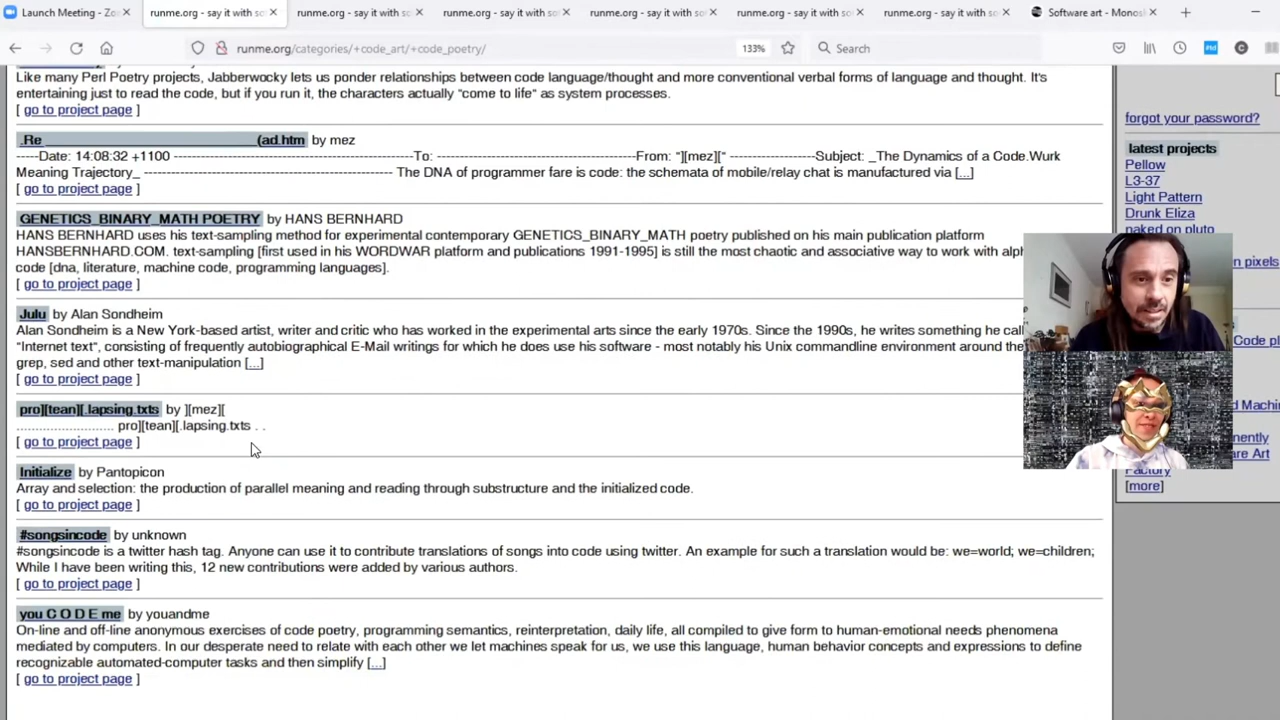 Launch Meeting - Zo
runme.org - say it with so
runme.org - say it with so
runme.org - say it with so
runme.org - say it with so
runme.org - say it with so
runme.org - say it with so
Software art - Monos
runme.org/categories/+code_art/+code_poetry/
133%
Search
Like many Perl Poetry projects, Jabberwocky lets us ponder relationships between code language/thought and more conventional verbal forms of language and thought. It's
entertaining just to read the code, but if you run it, the characters actually "come to life" as system processes.
[ go to project page ]
.Re____________________________(ad.htm by mez
-----Date: 14:08:32 +1100 -----------------------------------------To: ---------------------------------From: "][mez][" ----------------Subject: _The Dynamics of a Code.Wurk
Meaning Trajectory_ ------------------------------------------------- The DNA of programmer fare is code: the schemata of mobile/relay chat is manufactured via [...]
[ go to project page ]
GENETICS_BINARY_MATH POETRY by HANS BERNHARD
HANS BERNHARD uses his text-sampling method for experimental contemporary GENETICS_BINARY_MATH poetry published on his main publication platform
HANSBERNHARD.COM. text-sampling [first used in his WORDWAR platform and publications 1991-1995] is still the most chaotic and associative way to work with
code [dna, literature, machine code, programming languages].
[ go to project page ]
Julu by Alan Sondheim
Alan Sondheim is a New York-based artist, writer and critic who has worked in the experimental arts since the early 1970s. Since the 1990s, he writes something he
"Internet text", consisting of frequently autobiographical E-Mail writings for which he does use his software - most notably his Unix commandline environment around the
grep, sed and other text-manipulation [...]
[ go to project page ]
pro][tean][.lapsing.txts by ][mez][
.......................... pro][tean][.lapsing.txts . .
[ go to project page ]
Initialize by Pantopicon
Array and selection: the production of parallel meaning and reading through substructure and the initialized code.
[ go to project page ]
#songsincode by unknown
#songsincode is a twitter hash tag. Anyone can use it to contribute translations of songs into code using twitter. An example for such a translation would be: we=world; we=children;
While I have been writing this, 12 new contributions were added by various authors.
[ go to project page ]
you C O D E me by youandme
On-line and off-line anonymous exercises of code poetry, programming semantics, reinterpretation, daily life, all compiled to give form to human-emotional needs phenomena
mediated by computers. In our desperate need to relate with each other we let machines speak for us, we use this language, human behavior concepts and expressions to define
recognizable automated-computer tasks and then simplify [...]
[ go to project page ]
forgot your password?
latest projects
Pellow
L3-37
Light Pattern
Drunk Eliza
naked on pluto
en pixels
Code pl
d Machin
nently
are Art
Factory
[more]